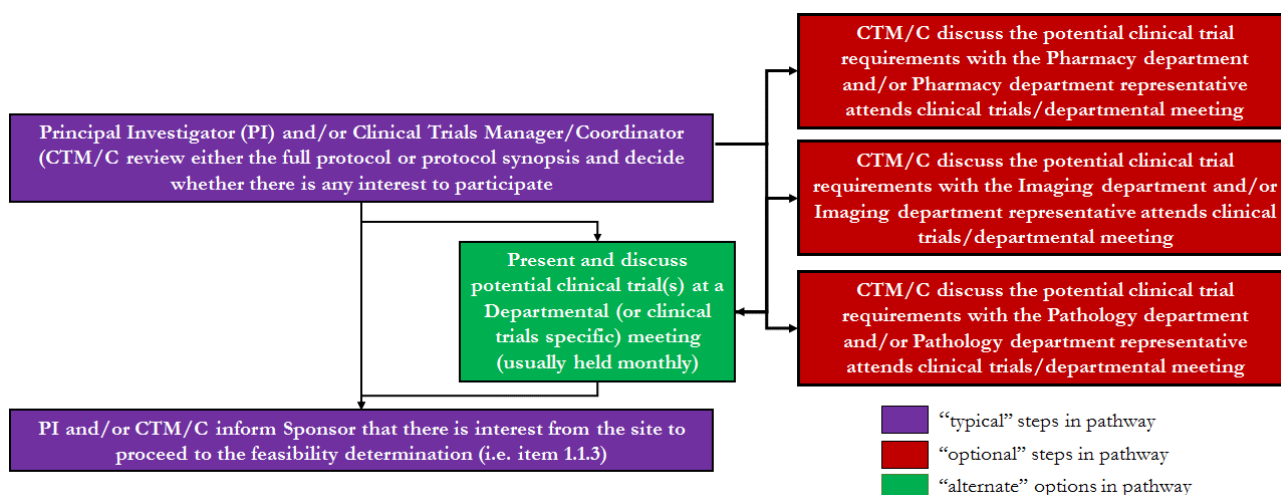 Principal Investigator (PI) and/or Clinical Trials Manager/Coordinator
(CTM/C review either the full protocol or protocol synopsis and decide
whether there is any interest to participate
Present and discuss
potential clinical trial(s) at a
Departmental (or clinical
trials specific) meeting
(usually held monthly)
PI and/or CTM/C inform Sponsor that there is interest from the site to
proceed to the feasibility determination (i.e. item 1.1.3)
CTM/C discuss the potential clinical trial
requirements with the Pharmacy department
and/or Pharmacy department representative
attends clinical trials/departmental meeting
CTM/C discuss the potential clinical trial
requirements with the Imaging department and/or
Imaging department representative attends clinical
trials/departmental meeting
CTM/C discuss the potential clinical trial
requirements with the Pathology department
and/or Pathology department representative
attends clinical trials/departmental meeting
“typical” steps in pathway
“optional” steps in pathway
“alternate” options in pathway